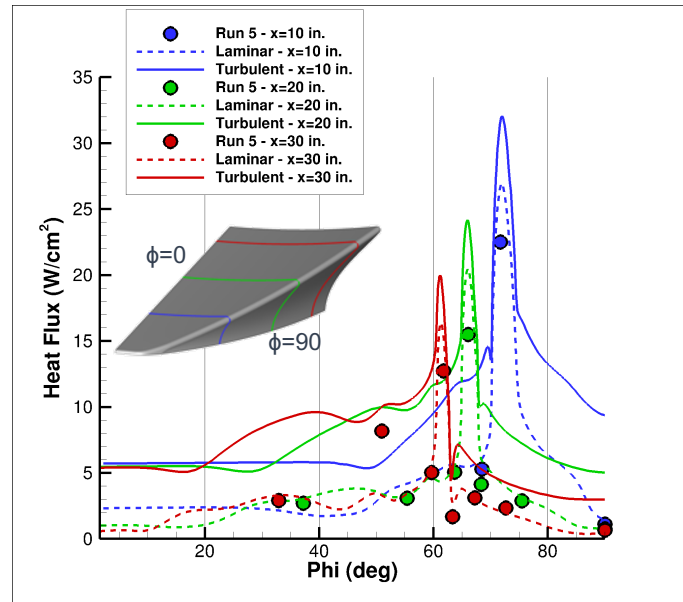 Run 5 - x=10 in.
Laminar - x=10 in.
Turbulent - x=10 in.
Run 5 - x=20 in.
Laminar - x=20 in.
Turbulent - x=20 in.
Run 5 - x=30 in.
Laminar - x=30 in.
Turbulent - x=30 in.
35
30
25
20
15
10
5
0
Heat Flux (W/cm²)
ϕ=0
ϕ=90
20
40
60
80
Phi (deg)